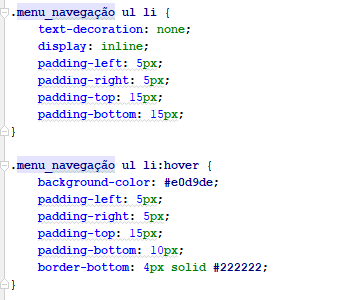 .menu_navegação ul li {
text-decoration: none;
display: inline;
padding-left: 5px;
padding-right: 5px;
padding-top: 15px;
padding-bottom: 15px;
}
.menu_navegação ul li:hover {
background-color: #e0d9de;
padding-left: 5px;
padding-right: 5px;
padding-top: 15px;
padding-bottom: 10px;
border-bottom: 4px solid #222222;
}